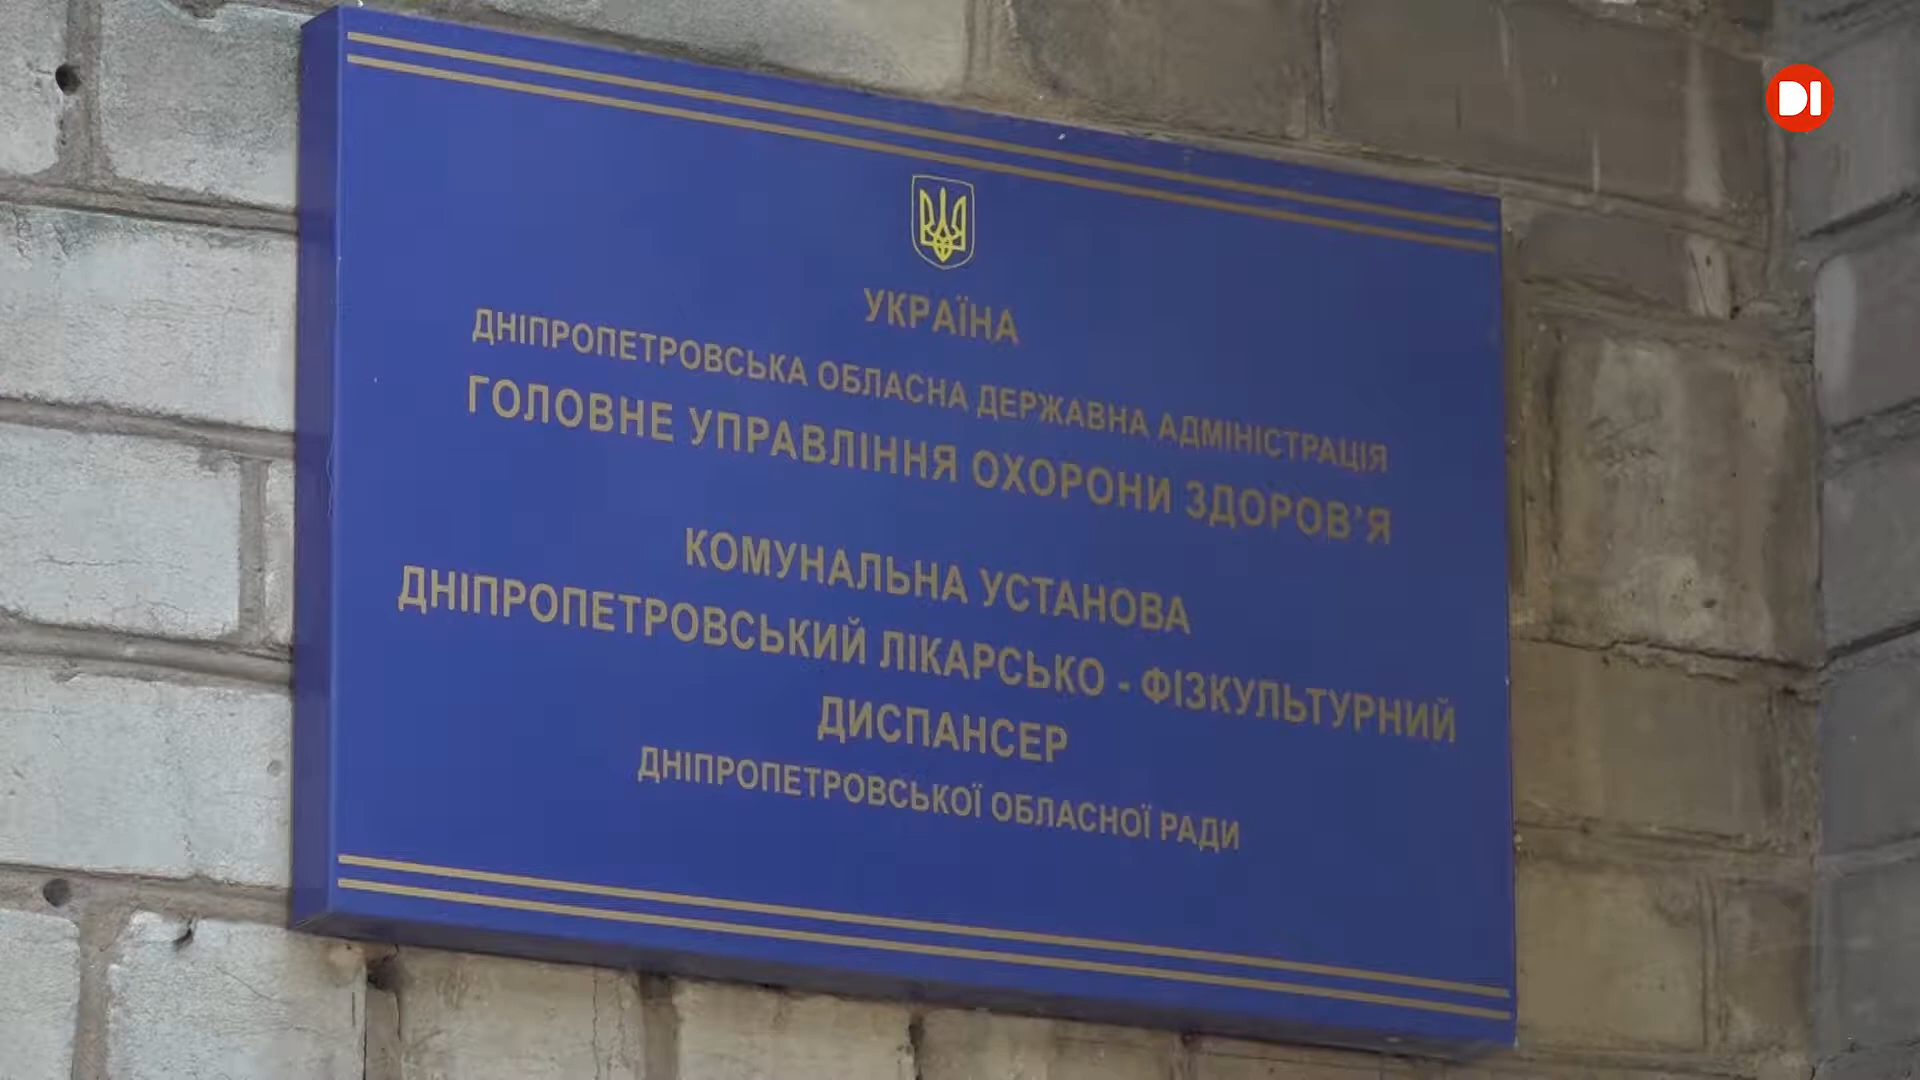 DI
УКРАЇНА
ДНІПРОПЕТРОВСЬКА ОБЛАСНА ДЕРЖАВНА АДМІНІСТРАЦІЯ
ГОЛОВНЕ УПРАВЛІННЯ ОХОРОНИ ЗДОРОВ'Я
КОМУНАЛЬНА УСТАНОВА
ДНІПРОПЕТРОВСЬКИЙ ЛІКАРСЬКО - ФІЗКУЛЬТУРНИЙ
ДИСПАНСЕР
ДНІПРОПЕТРОВСЬКОЇ ОБЛАСНОЇ РАДИ